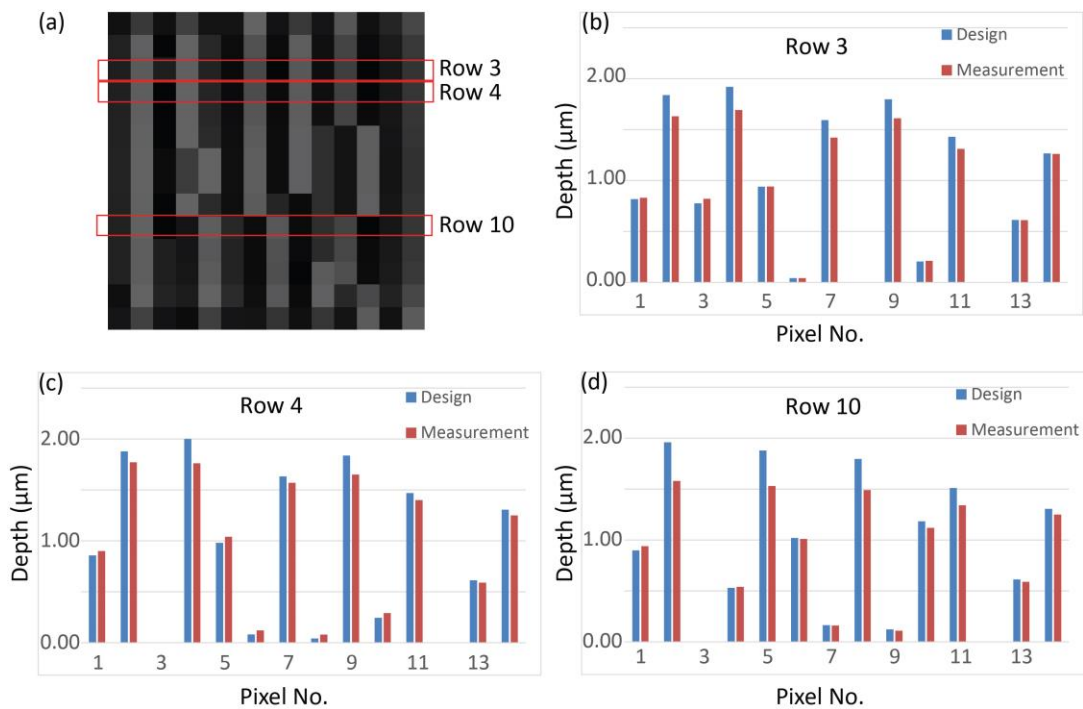 (a)
Row 3
Row 4
Row 10
(b)
Row 3
Design
Measurement
Depth (μm)
2.00
1.00
0.00
1 3 5 7 9 11 13
Pixel No.
(c)
Row 4
Design
Measurement
Depth (μm)
2.00
1.00
0.00
1 3 5 7 9 11 13
Pixel No.
(d)
Row 10
Design
Measurement
Depth (μm)
2.00
1.00
0.00
1 3 5 7 9 11 13
Pixel No.